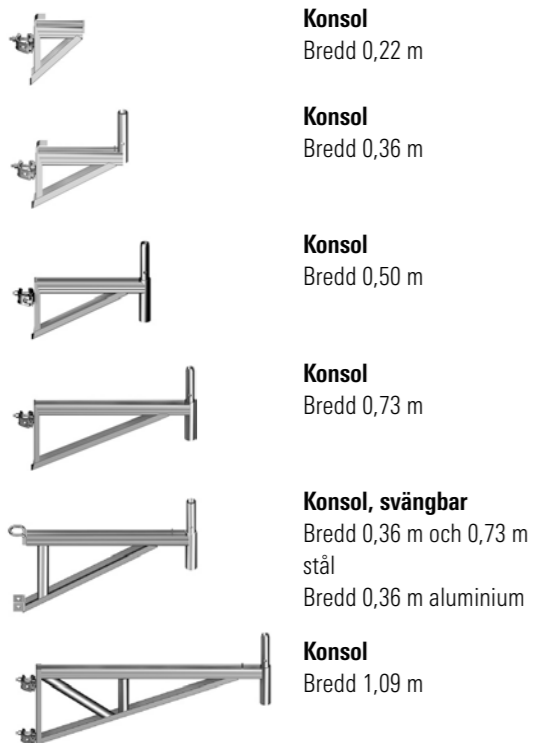 Konsol
Bredd 0,22 m
Konsol
Bredd 0,36 m
Konsol
Bredd 0,50 m
Konsol
Bredd 0,73 m
Konsol, svängbar
Bredd 0,36 m och 0,73 m
stål
Bredd 0,36 m aluminium
Konsol
Bredd 1,09 m